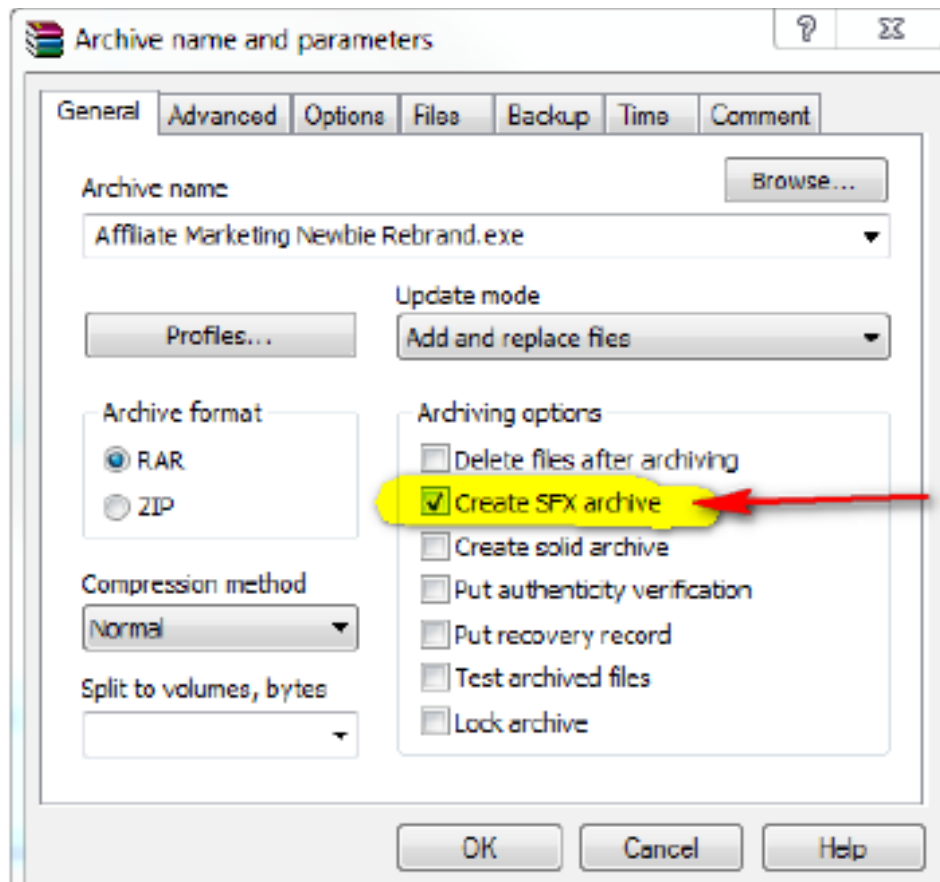 Archive name and parameters
General Advanced Options Files Backup Time Comment
Archive name
Browse...
Affiliate Marketing Newbie Rebrand.exe
Update mode
Profiles...
Add and replace files
Archive format
RAR
ZIP
Compression method
Normal
Split to volumes, bytes
Archiving options
Delete files after archiving
Create SFX archive
Create solid archive
Put authenticity verification
Put recovery record
Test archived files
Lock archive
OK Cancel Help